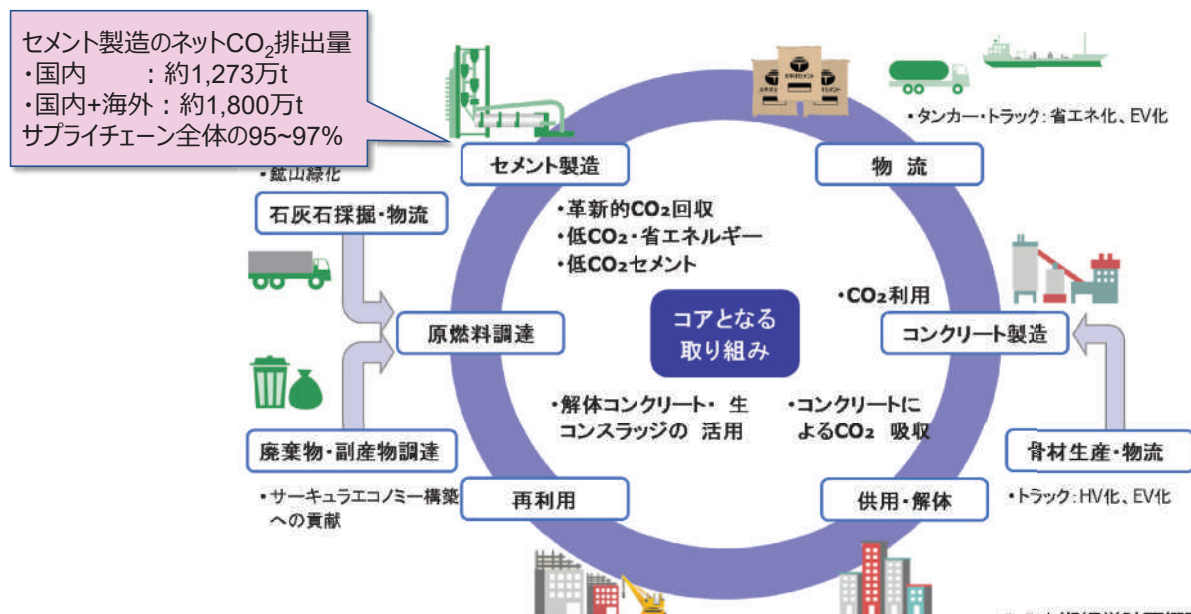 セメント製造のネットCO₂排出量
・国内　　：約1,273万t
・国内+海外：約1,800万t
サプライチェーン全体の95~97%
・鉱山緑化
石灰石採掘・物流
セメント製造
物 流
・タンカー・トラック：省エネ化、EV化
・革新的CO₂回収
・低CO₂・省エネルギー
・低CO₂セメント
・CO₂利用
コアとなる
取り組み
原燃料調達
コンクリート製造
・解体コンクリート・ 生
コンスラッジの 活用
・コンクリートに
よるCO₂ 吸収
廃棄物・副産物調達
・サーキュラエコノミー構築
への貢献
再利用
供用・解体
骨材生産・物流
・トラック：HV化、EV化